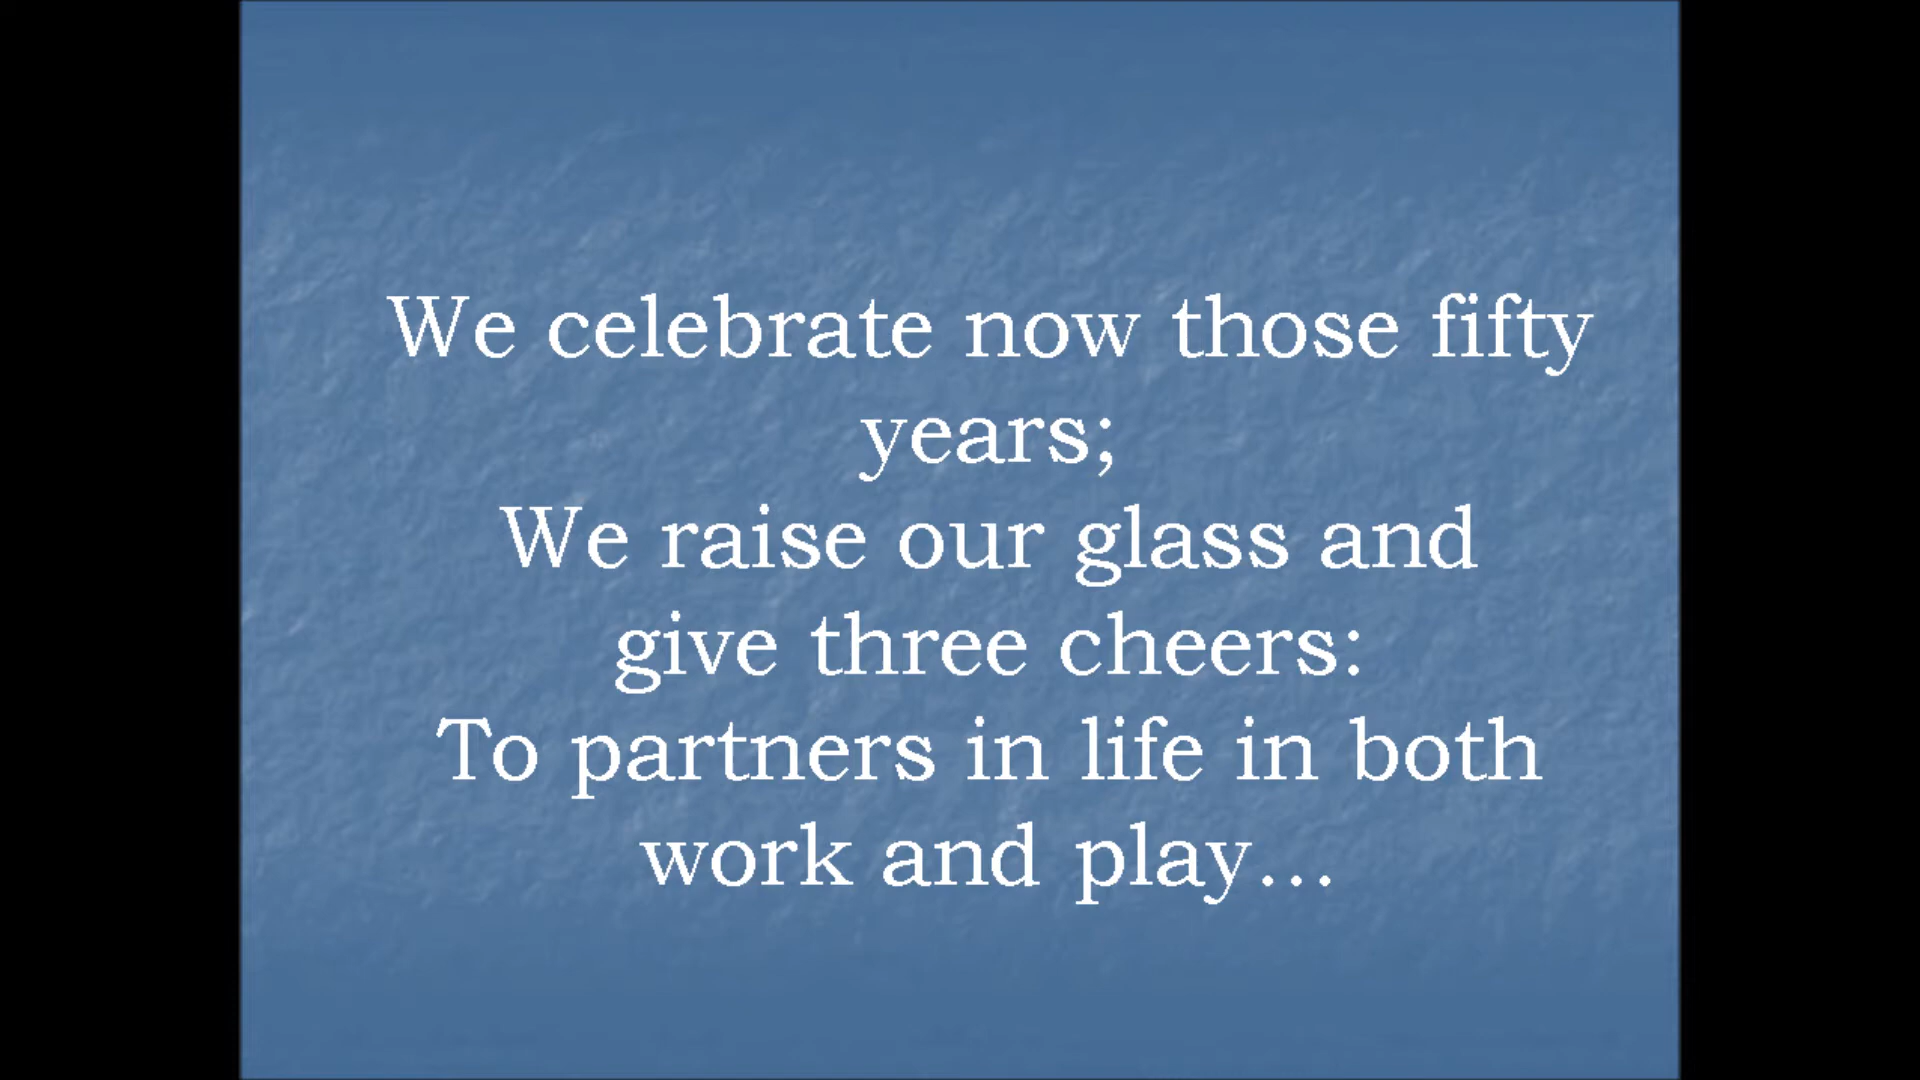 We celebrate now those fifty
years;
We raise our glass and
give three cheers:
To partners in life in both
work and play...